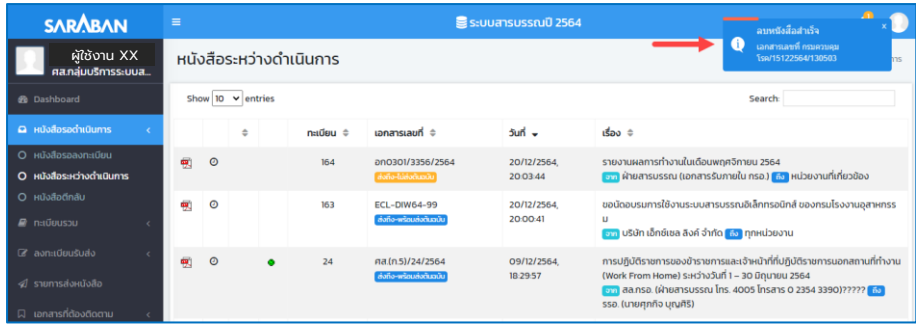 SARABAN
ระบบสารบรรณปี 2564
ลบหนังสือสำเร็จ
x
เอกสารเลขที่ กรมควบคุม
โรค/15122564/130503
ผู้ใช้งาน XX
ศส.กลุ่มบริการระบบส...
หนังสือระหว่างดำเนินการ
Dashboard
หนังสือรอดำเนินการ
หนังสือรอลงทะเบียน
หนังสือระหว่างดำเนินการ
หนังสือตีกลับ
ทะเบียนรวม
ลงทะเบียนรับส่ง
รายการส่งหนังสือ
เอกสารที่ต้องติดตาม
Show 10 entries
Search:
ทะเบียน เอกสารเลขที่ วันที่ เรื่อง
164 อก0301/3356/2564 20/12/2564, รายงานผลการทำงานในเดือนพฤศจิกายน 2564
ส่งถึง-ไม่ส่งต้นฉบับ 20:03:44 จาก ฝ่ายสารบรรณ (เอกสารรับภายใน กรอ.) ถึง หน่วยงานที่เกี่ยวข้อง
163 ECL-DIW64-99 20/12/2564, ขอนัดอบรมการใช้งานระบบสารบรรณอิเล็กทรอนิกส์ ของกรมโรงงานอุตสาหกรร
ส่งถึง-พร้อมส่งต้นฉบับ 20:00:41 ม
จาก บริษัท เอ็กซ์เซล ลิงค์ จำกัด ถึง ทุกหน่วยงาน
24 ศส.(ก.5)/24/2564 09/12/2564, การปฏิบัติราชการของข้าราชการและเจ้าหน้าที่ที่ปฏิบัติราชการนอกสถานที่ทำงาน
ส่งถึง-พร้อมส่งต้นฉบับ 18:29:57 (Work From Home) ระหว่างวันที่ 1 – 30 มิถุนายน 2564
จาก สล.กรอ. (ฝ่ายสารบรรณ โทร. 4005 โทรสาร 0 2354 3390)????? ถึง
รรอ. (นายศุภกิจ บุญศิริ)